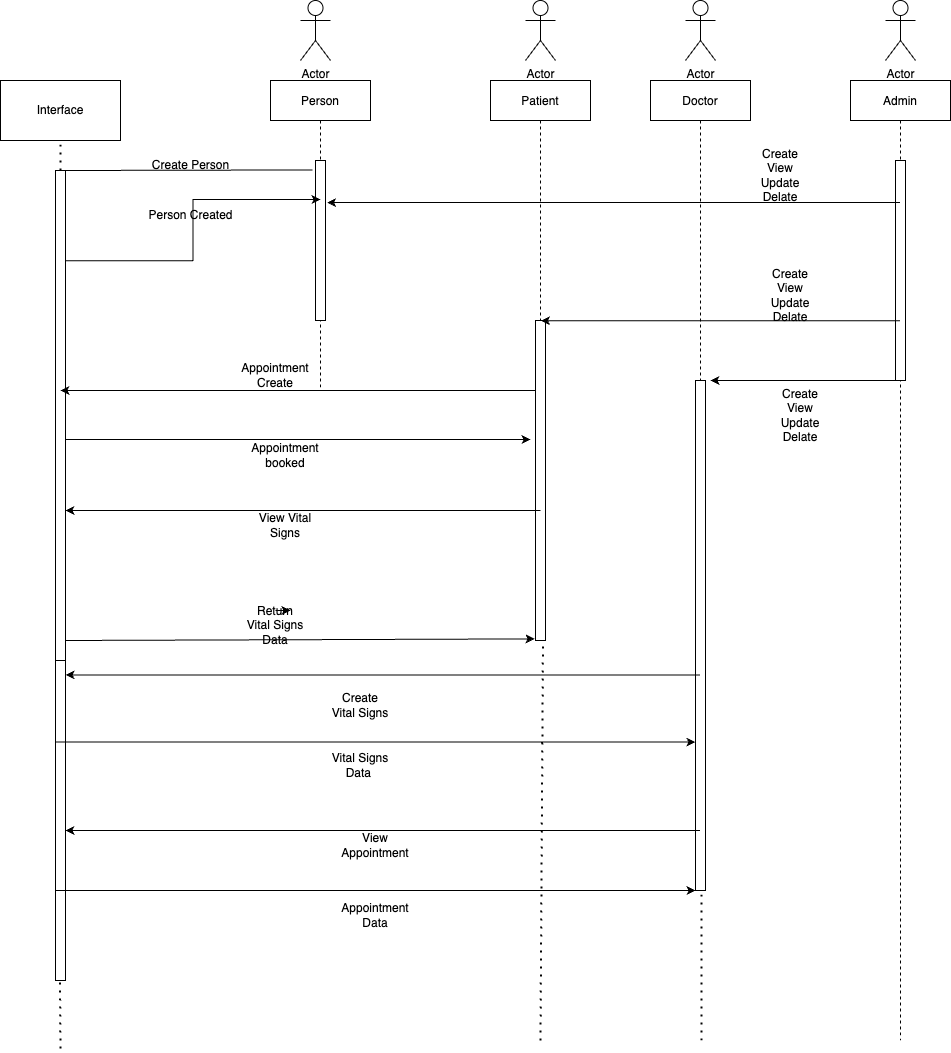 Actor
Actor
Actor
Actor
Interface
Person
Patient
Doctor
Admin
Create Person
Create
View
Update
Delate
Person Created
Create
View
Update
Delate
Appointment
Create
Create
View
Update
Delate
Appointment
booked
View Vital
Signs
Return
Vital Signs
Data
Create
Vital Signs
Vital Signs
Data
View
Appointment
Appointment
Data